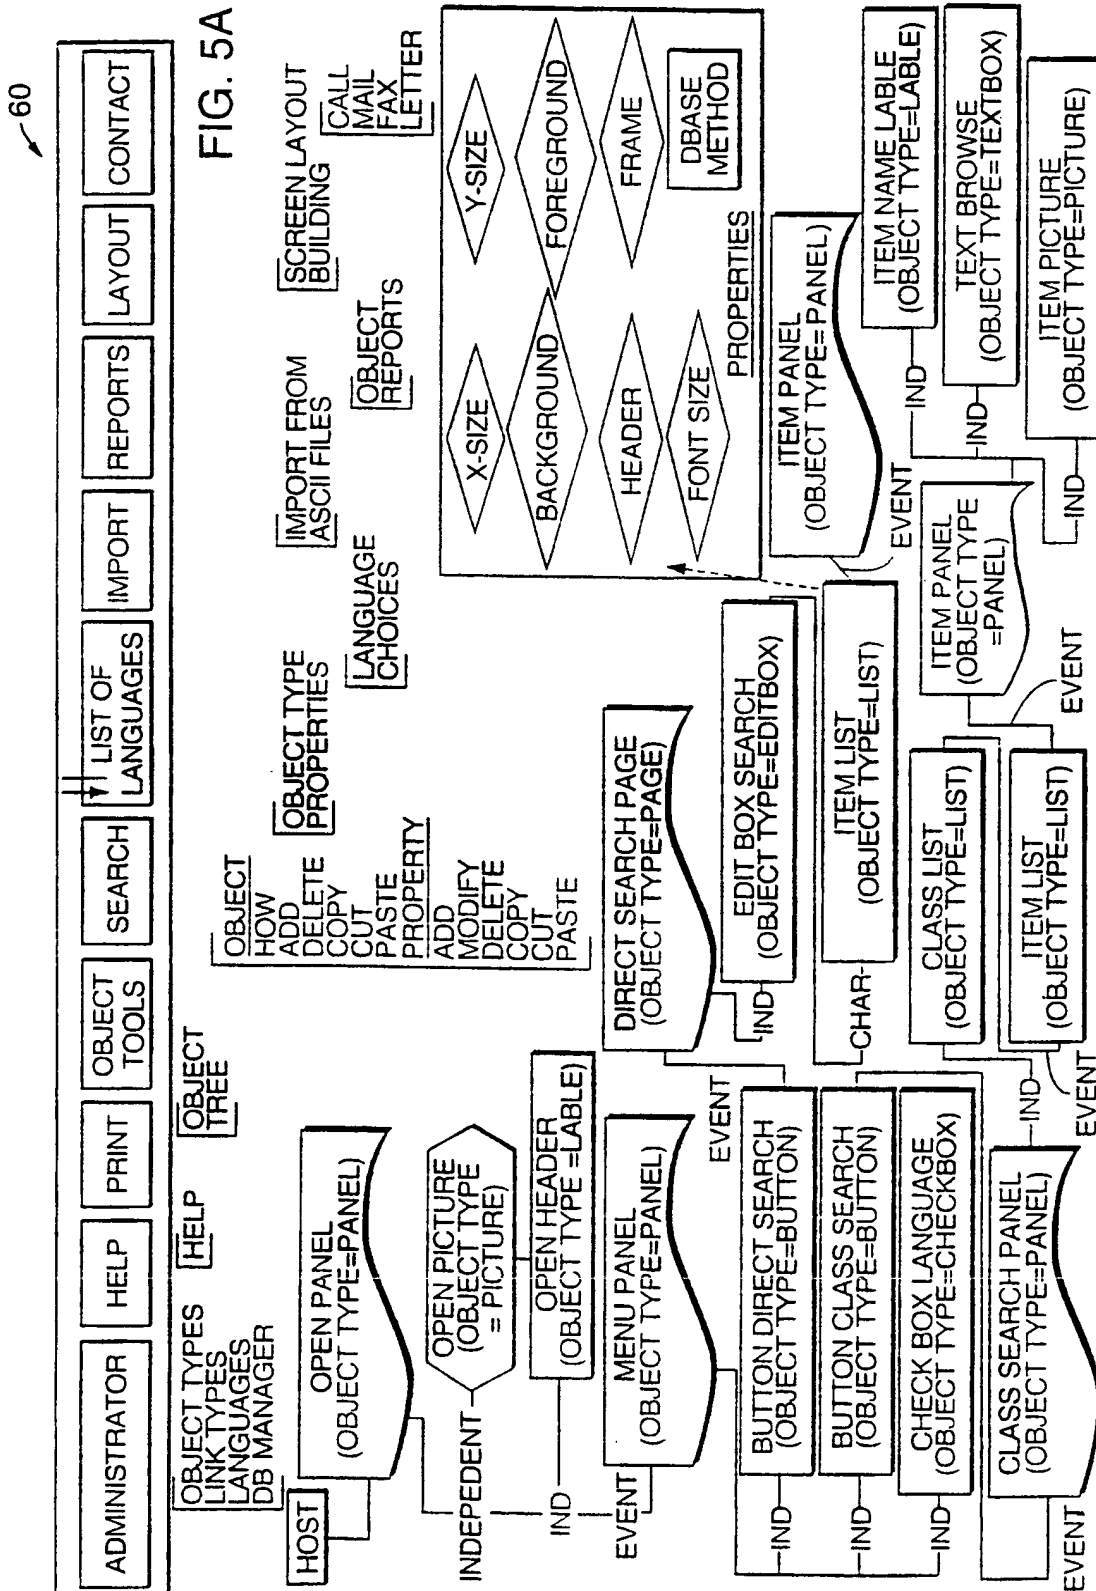 60
ADMINISTRATOR
HELP
PRINT
OBJECT
TOOLS
SEARCH
LIST OF
LANGUAGES
IMPORT
REPORTS
LAYOUT
CONTACT
FIG. 5A
OBJECT TYPES
LINK TYPES
LANGUAGES
DB MANAGER
HELP
OBJECT
TREE
OBJECT
HOW
ADD
DELETE
COPY
CUT
PASTE
PROPERTY
ADD
MODIFY
DELETE
COPY
CUT
PASTE
OBJECT TYPE
PROPERTIES
LANGUAGE
CHOICES
IMPORT FROM
ASCII FILES
OBJECT
REPORTS
SCREEN LAYOUT
BUILDING
CALL
MAIL
FAX
LETTER
HOST
OPEN PANEL
(OBJECT TYPE=PANEL)
INDEPEDENT
OPEN PICTURE
(OBJECT TYPE
= PICTURE)
IND
OPEN HEADER
(OBJECT TYPE =LABLE)
EVENT
MENU PANEL
(OBJECT TYPE=PANEL)
EVENT
IND
BUTTON DIRECT SEARCH
(OBJECT TYPE=BUTTON)
IND
BUTTON CLASS SEARCH
(OBJECT TYPE=BUTTON)
IND
CHECK BOX LANGUAGE
(OBJECT TYPE=CHECKBOX)
EVENT
CLASS SEARCH PANEL
(OBJECT TYPE=PANEL)
DIRECT SEARCH PAGE
(OBJECT TYPE=PAGE)
IND
EDIT BOX SEARCH
(OBJECT TYPE=EDITBOX)
CHAR
ITEM LIST
(OBJECT TYPE=LIST)
IND
CLASS LIST
(OBJECT TYPE=LIST)
EVENT
ITEM LIST
(OBJECT TYPE=LIST)
EVENT
X-SIZE
Y-SIZE
BACKGROUND
FOREGROUND
HEADER
FRAME
FONT SIZE
DBASE
METHOD
PROPERTIES
EVENT
ITEM PANEL
(OBJECT TYPE= PANEL)
ITEM PANEL
(OBJECT TYPE
=PANEL)
IND
ITEM NAME LABLE
(OBJECT TYPE=LABLE)
IND
TEXT BROWSE
(OBJECT TYPE=TEXTBOX)
IND
ITEM PICTURE
(OBJECT TYPE=PICTURE)